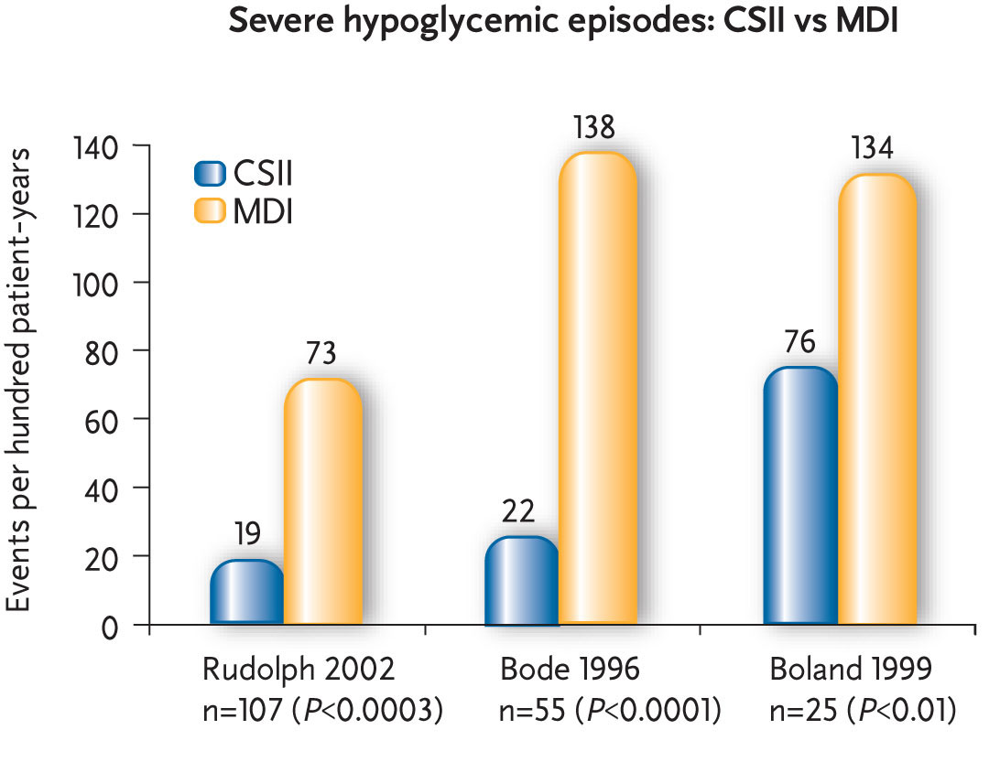 Severe hypoglycemic episodes: CSII vs MDI
Events per hundred patient-years
140
120
100
80
60
40
20
0
CSII
MDI
19
73
22
138
76
134
Rudolph 2002
n=107 (P<0.0003)
Bode 1996
n=55 (P<0.0001)
Boland 1999
n=25 (P<0.01)